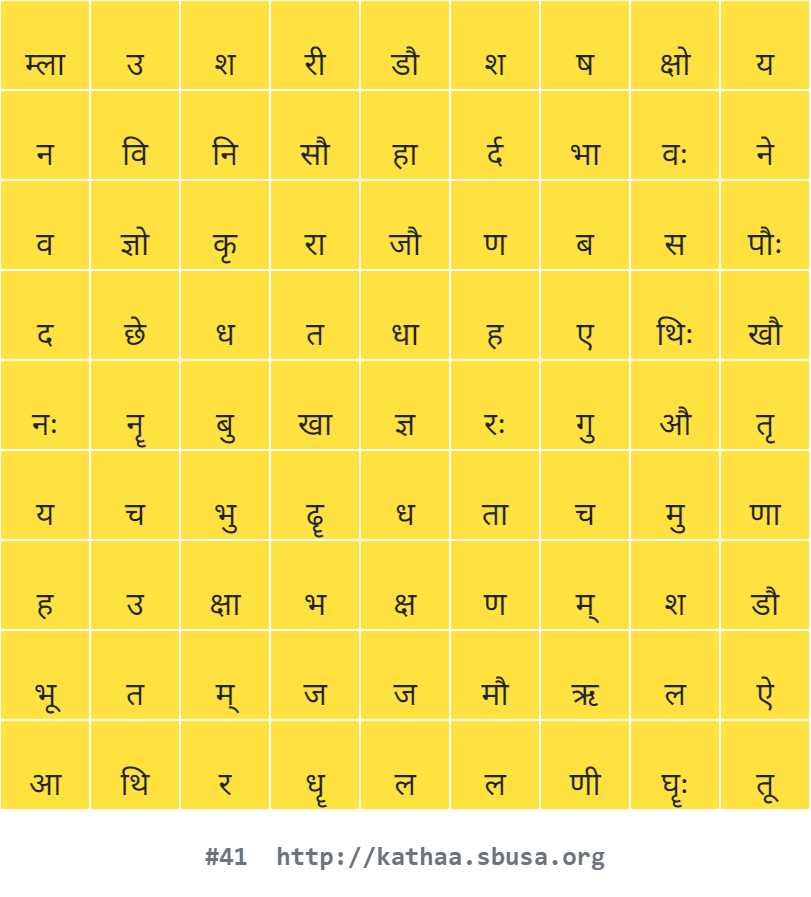 म्ला उ श री डौ श ष क्षो य
न वि नि सौ हा र्द भा वः ने
व ज्ञो कृ रा जौ ण ब स पौः
द छे ध त धा ह ए थिः खौ
नः नॄ बु खा ज्ञ रः गु औ तृ
य च भु ढॄ ध ता च मु णा
ह उ क्षा भ क्ष ण म् श डौ
भू त म् ज ज मौ ऋ ल ऐ
आ थि र धॄ ल ल णी घॄः तू
#41 http://kathaa.sbusa.org